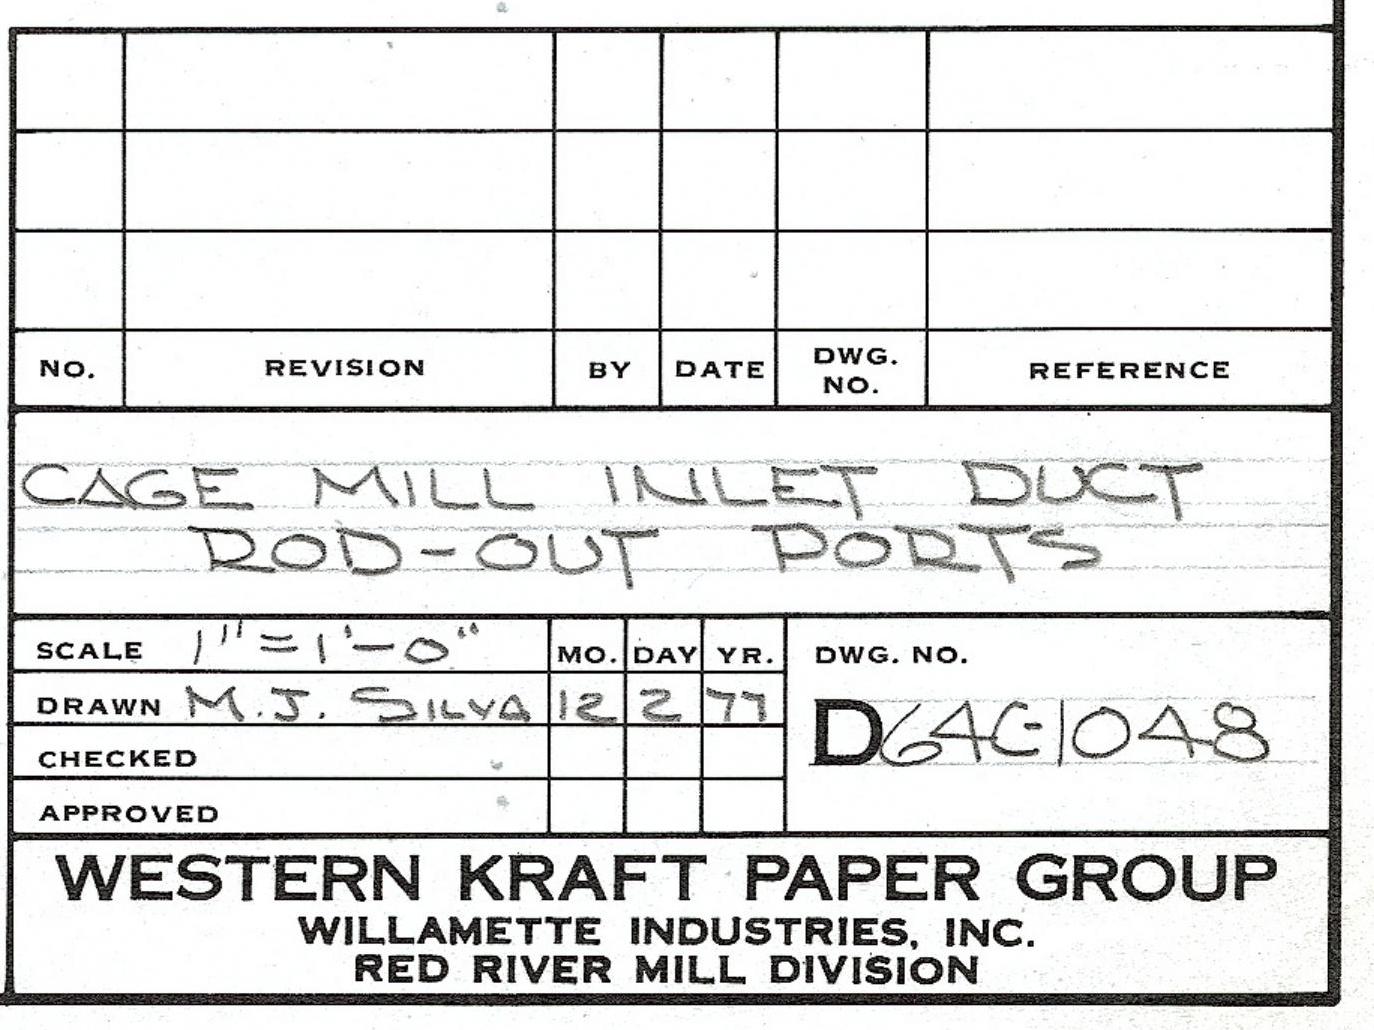 NO. REVISION BY DATE DWG. NO. REFERENCE
CAGE MILL INLET DUCT
ROD-OUT PORTS
SCALE 1"=1'-0" MO. DAY YR. DWG. NO.
DRAWN M.J. SILVA 12 2 77
D64C-1048
CHECKED
APPROVED
WESTERN KRAFT PAPER GROUP
WILLAMETTE INDUSTRIES, INC.
RED RIVER MILL DIVISION